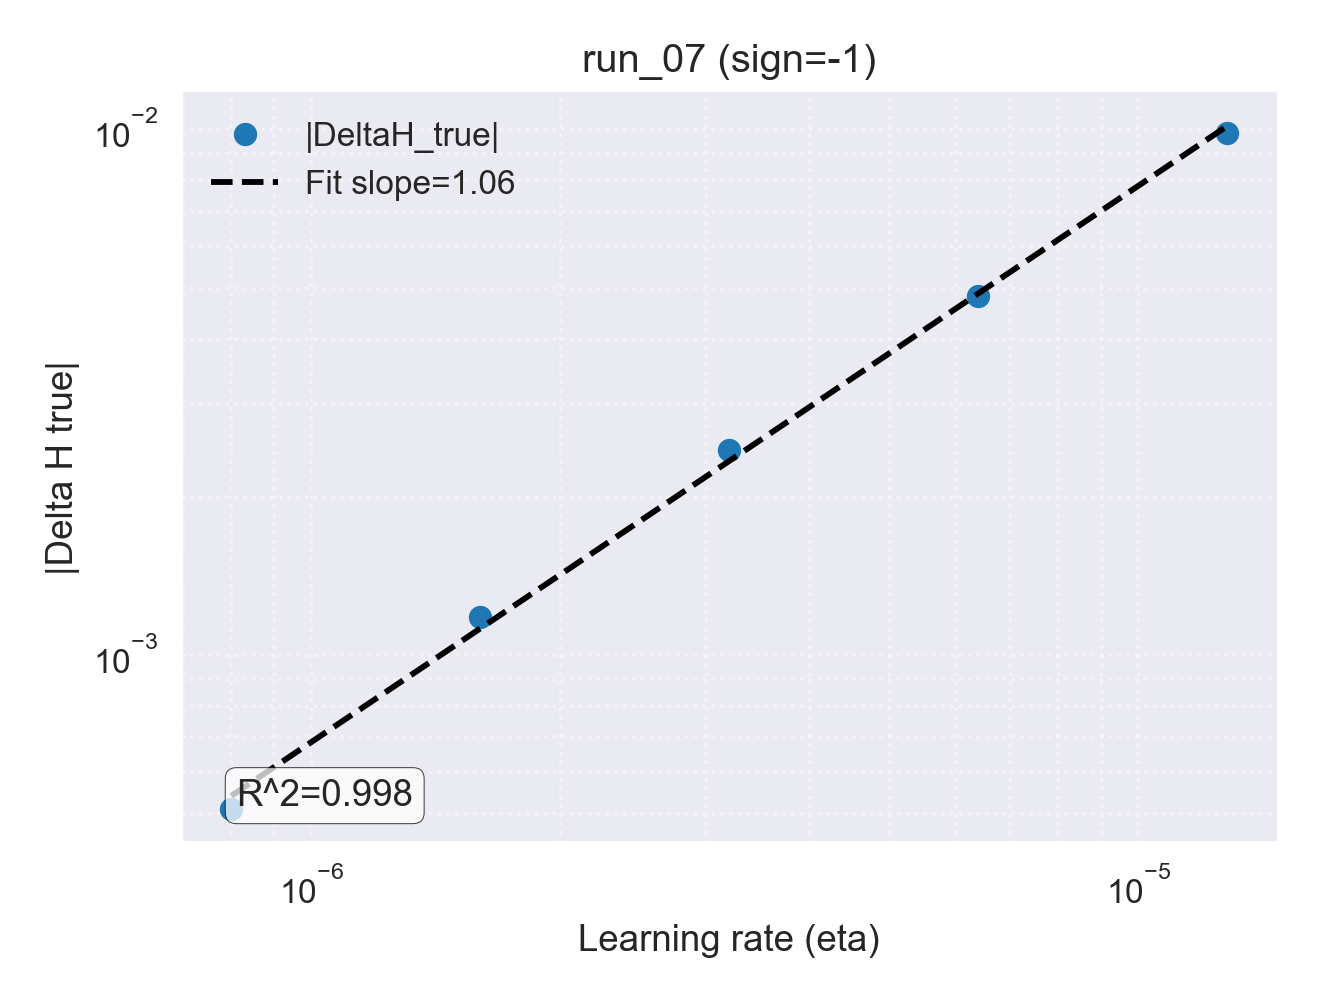 run_07 (sign=-1)
|DeltaH_true|
Fit slope=1.06
10⁻²
10⁻³
|Delta H true|
R^2=0.998
10⁻⁶
10⁻⁵
Learning rate (eta)